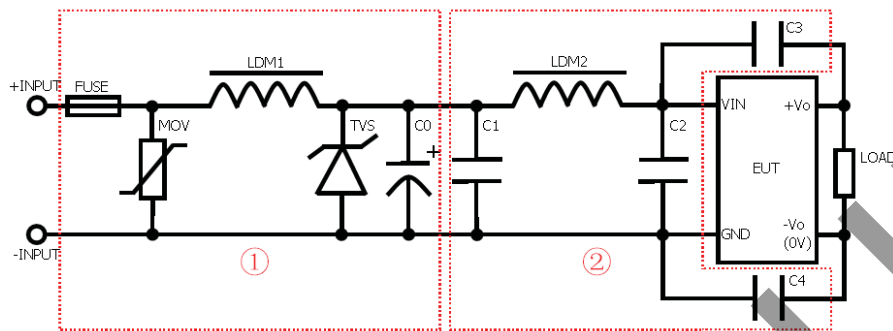 C3
LDM1
LDM2
+INPUT
FUSE
MOV
TVS
C0
+
C1
C2
VIN
+Vo
EUT
LOAD
GND
-Vo
(0V)
-INPUT
①
②
C4